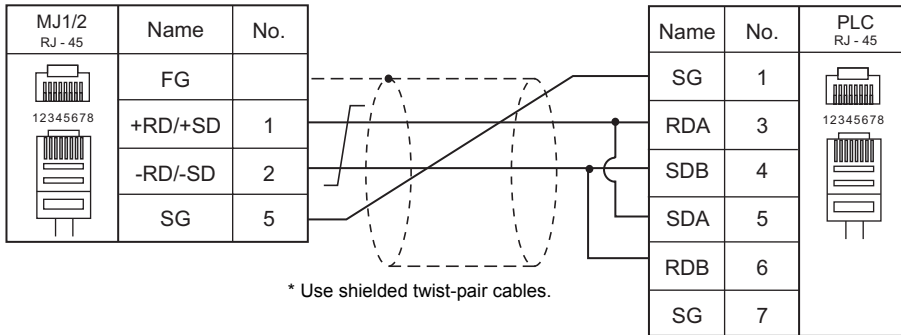 MJ1/2
RJ - 45
Name
No.
12345678
FG
+RD/+SD
1
-RD/-SD
2
SG
5
Name
No.
PLC
RJ - 45
SG
1
RDA
3
SDB
4
SDA
5
RDB
6
SG
7
12345678
* Use shielded twist-pair cables.